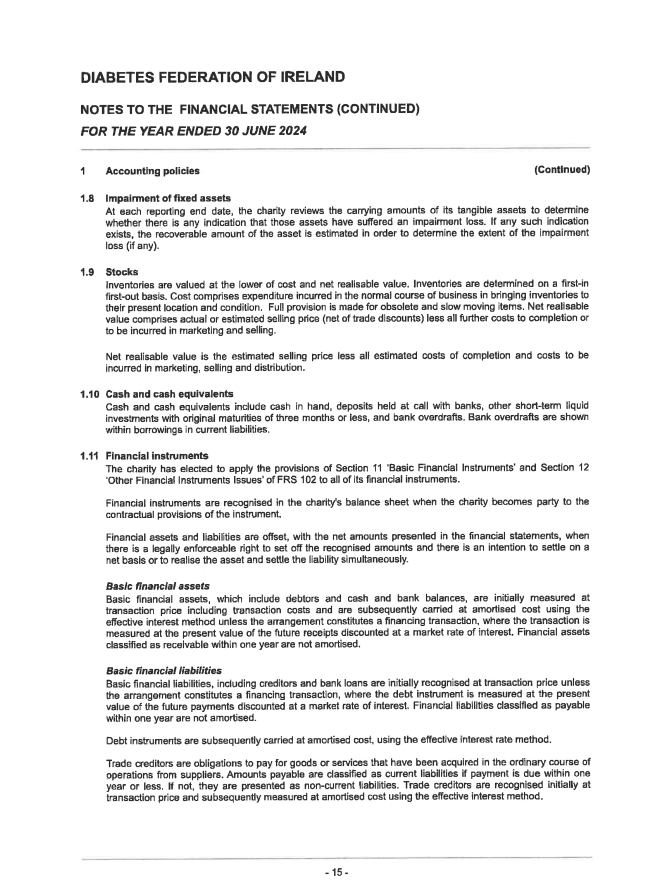 DIABETES FEDERATION OF IRELAND
NOTES TO THE FINANCIAL STATEMENTS (CONTINUED)
FOR THE YEAR ENDED 30 JUNE 2024
1 Accounting policies (Continued)
1.8 Impairment of fixed assets
At each reporting end date, the charity reviews the carrying amounts of its tangible assets to determine
whether there is any indication that those assets have suffered an impairment loss. If any such indication
exists, the recoverable amount of the asset is estimated in order to determine the extent of the impairment
loss (if any).
1.9 Stocks
Inventories are valued at the lower of cost and net realisable value. Inventories are determined on a first-in
first-out basis. Cost comprises expenditure incurred in the normal course of business in bringing inventories to
their present location and condition. Full provision is made for obsolete and slow moving items. Net realisable
value comprises actual or estimated selling price (net of trade discounts) less all further costs to completion or
to be incurred in marketing and selling.
Net realisable value is the estimated selling price less all estimated costs of completion and costs to be
incurred in marketing, selling and distribution.
1.10 Cash and cash equivalents
Cash and cash equivalents include cash in hand, deposits held at call with banks, other short-term liquid
investments with original maturities of three months or less, and bank overdrafts. Bank overdrafts are shown
within borrowings in current liabilities.
1.11 Financial instruments
The charity has elected to apply the provisions of Section 11 'Basic Financial Instruments' and Section 12
'Other Financial Instruments Issues' of FRS 102 to all of its financial instruments.
Financial instruments are recognised in the charity's balance sheet when the charity becomes party to the
contractual provisions of the instrument.
Financial assets and liabilities are offset, with the net amounts presented in the financial statements, when
there is a legally enforceable right to set off the recognised amounts and there is an intention to settle on a
net basis or to realise the asset and settle the liability simultaneously.
Basic financial assets
Basic financial assets, which include debtors and cash and bank balances, are initially measured at
transaction price including transaction costs and are subsequently carried at amortised cost using the
effective interest method unless the arrangement constitutes a financing transaction, where the transaction is
measured at the present value of the future receipts discounted at a market rate of interest. Financial assets
classified as receivable within one year are not amortised.
Basic financial liabilities
Basic financial liabilities, including creditors and bank loans are initially recognised at transaction price unless
the arrangement constitutes a financing transaction, where the debt instrument is measured at the present
value of the future payments discounted at a market rate of interest. Financial liabilities classified as payable
within one year are not amortised.
Debt instruments are subsequently carried at amortised cost, using the effective interest rate method.
Trade creditors are obligations to pay for goods or services that have been acquired in the ordinary course of
operations from suppliers. Amounts payable are classified as current liabilities if payment is due within one
year or less. If not, they are presented as non-current liabilities. Trade creditors are recognised initially at
transaction price and subsequently measured at amortised cost using the effective interest method.
- 15 -